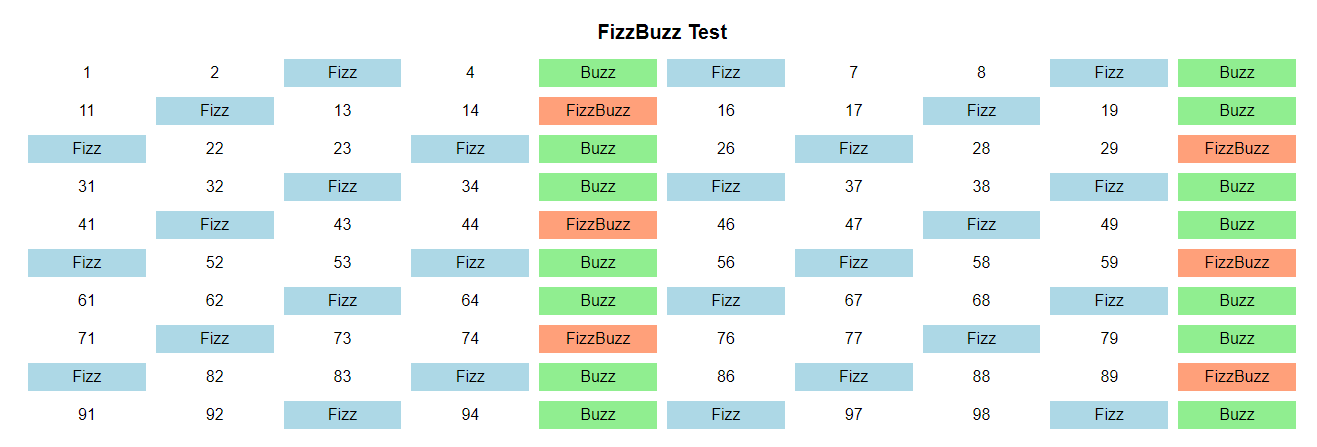 FizzBuzz Test
1 2 Fizz 4 Buzz Fizz 7 8 Fizz Buzz
11 Fizz 13 14 FizzBuzz 16 17 Fizz 19 Buzz
Fizz 22 23 Fizz Buzz 26 Fizz 28 29 FizzBuzz
31 32 Fizz 34 Buzz Fizz 37 38 Fizz Buzz
41 Fizz 43 44 FizzBuzz 46 47 Fizz 49 Buzz
Fizz 52 53 Fizz Buzz 56 Fizz 58 59 FizzBuzz
61 62 Fizz 64 Buzz Fizz 67 68 Fizz Buzz
71 Fizz 73 74 FizzBuzz 76 77 Fizz 79 Buzz
Fizz 82 83 Fizz Buzz 86 Fizz 88 89 FizzBuzz
91 92 Fizz 94 Buzz Fizz 97 98 Fizz Buzz